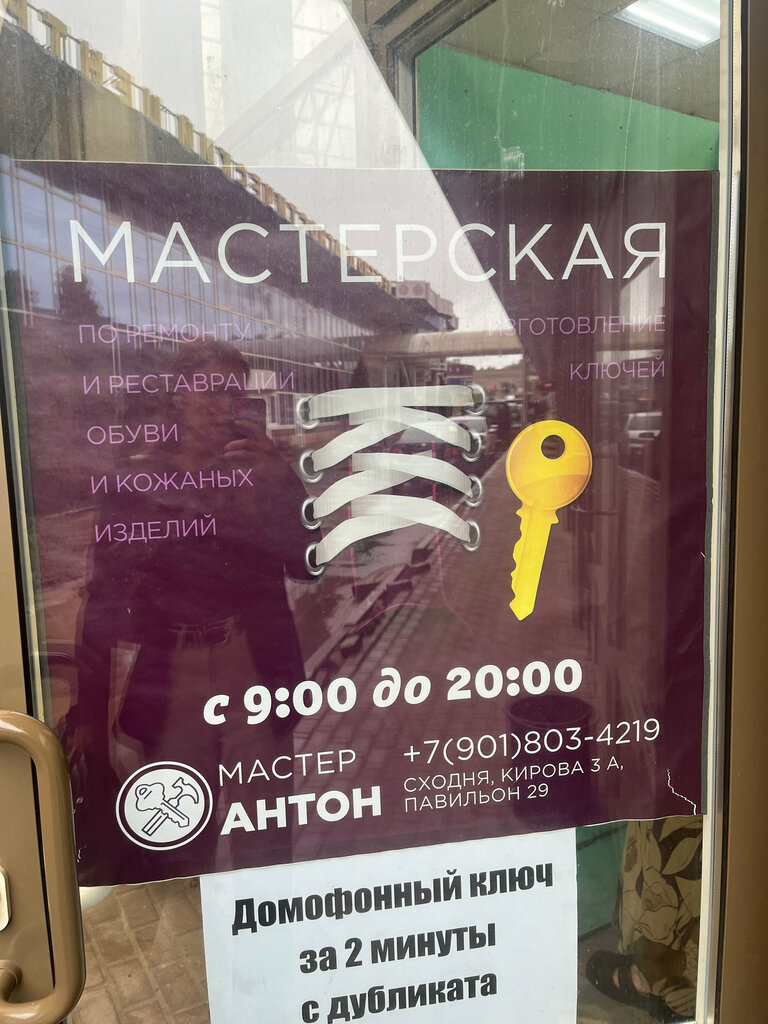 МАСТЕРСКАЯ
ПО РЕМОНТУ
И РЕСТАВРАЦИИ
ОБУВИ
И КОЖАНЫХ
ИЗДЕЛИЙ
ИЗГОТОВЛЕНИЕ
КЛЮЧЕЙ
с 9:00 до 20:00
МАСТЕР
АНТОН
+7(901)803-4219
СХОДНЯ, КИРОВА 3 А,
ПАВИЛЬОН 29
Домофонный ключ
за 2 минуты
с дубликата